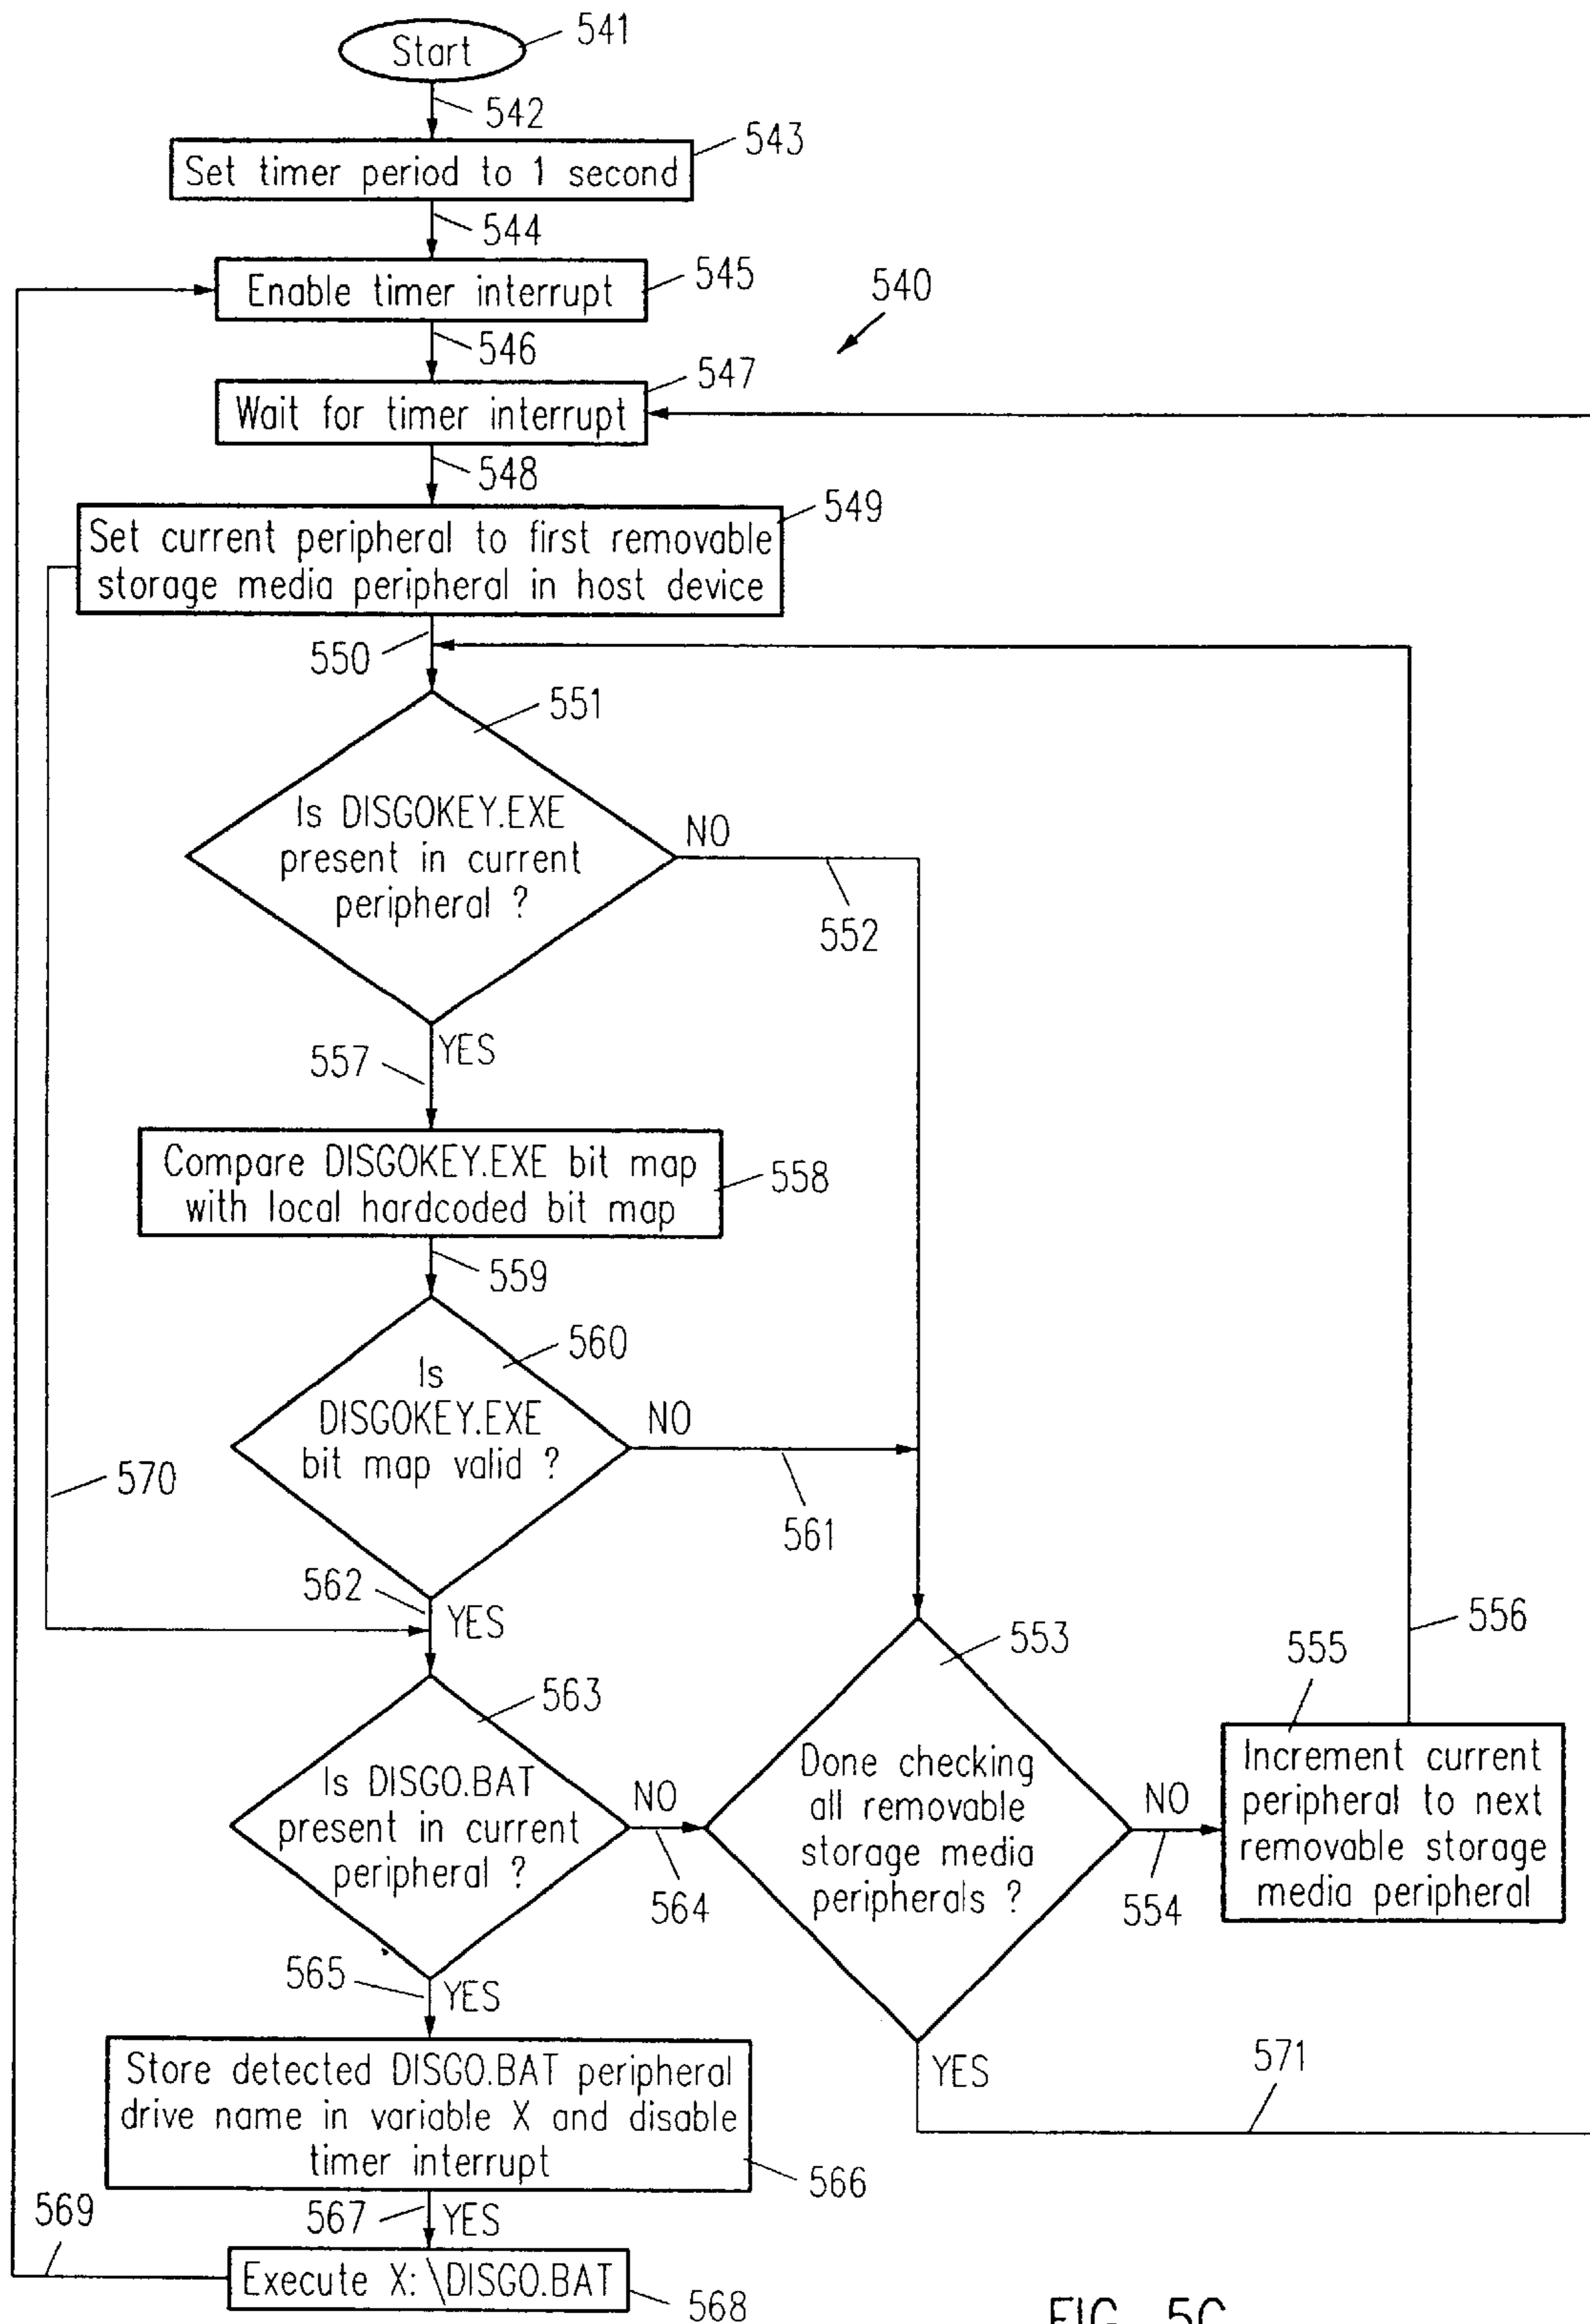 Start
541
542
Set timer period to 1 second
543
544
Enable timer interrupt
545
540
546
Wait for timer interrupt
547
548
Set current peripheral to first removable
storage media peripheral in host device
549
550
551
Is DISGOKEY.EXE
present in current
peripheral ?
NO
552
YES
557
Compare DISGOKEY.EXE bit map
with local hardcoded bit map
558
559
560
Is
DISGOKEY.EXE
bit map valid ?
NO
561
570
562
YES
563
Is DISGO.BAT
present in current
peripheral ?
NO
564
553
Done checking
all removable
storage media
peripherals ?
NO
554
555
556
Increment current
peripheral to next
removable storage
media peripheral
565
YES
YES
571
Store detected DISGO.BAT peripheral
drive name in variable X and disable
timer interrupt
566
567
YES
569
Execute X:\DISGO.BAT
568
FIG. 5C